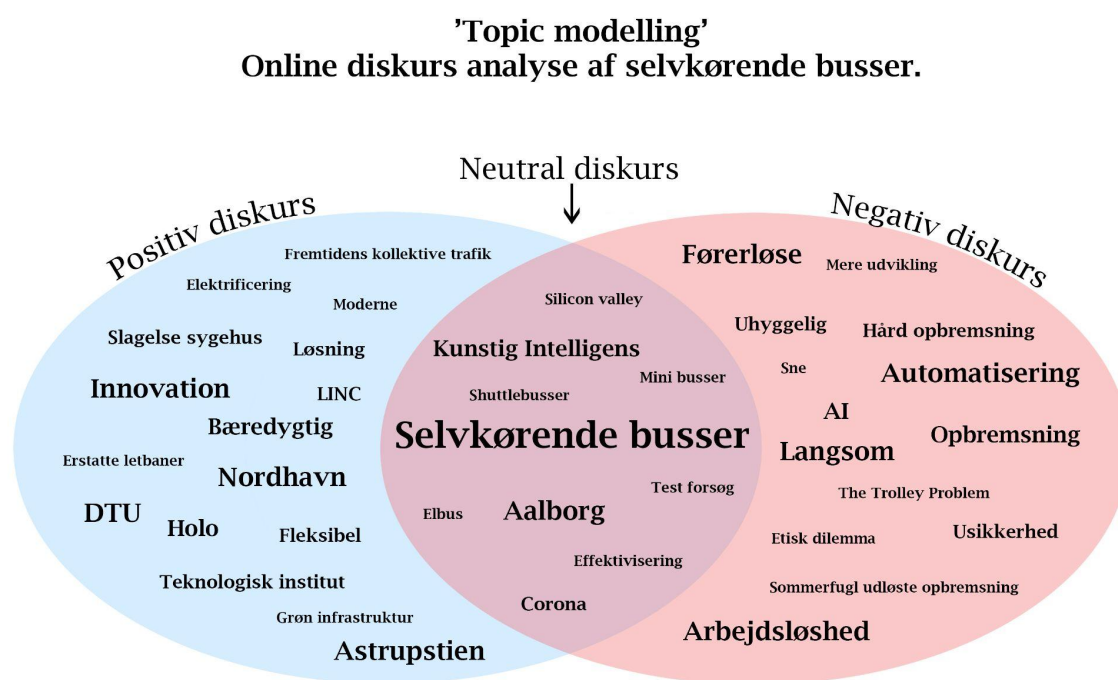 'Topic modelling'
Online diskurs analyse af selvkørende busser.
Neutral diskurs
Positiv diskurs
Negativ diskurs
Fremtidens kollektive trafik
Elektrificering
Moderne
Slagelse sygehus
Løsning
Innovation
LINC
Bæredygtig
Erstatte letbaner
Nordhavn
DTU
Holo
Fleksibel
Teknologisk institut
Grøn infrastruktur
Astrupstien
Silicon valley
Kunstig Intelligens
Mini busser
Shuttlebusser
Selvkørende busser
Test forsøg
Elbus
Aalborg
Effektivisering
Corona
Førerløse
Mere udvikling
Uhyggelig
Hård opbremsning
Sne
Automatisering
AI
Opbremsning
Langsom
The Trolley Problem
Usikkerhed
Etisk dilemma
Sommerfugl udløste opbremsning
Arbejdsløshed